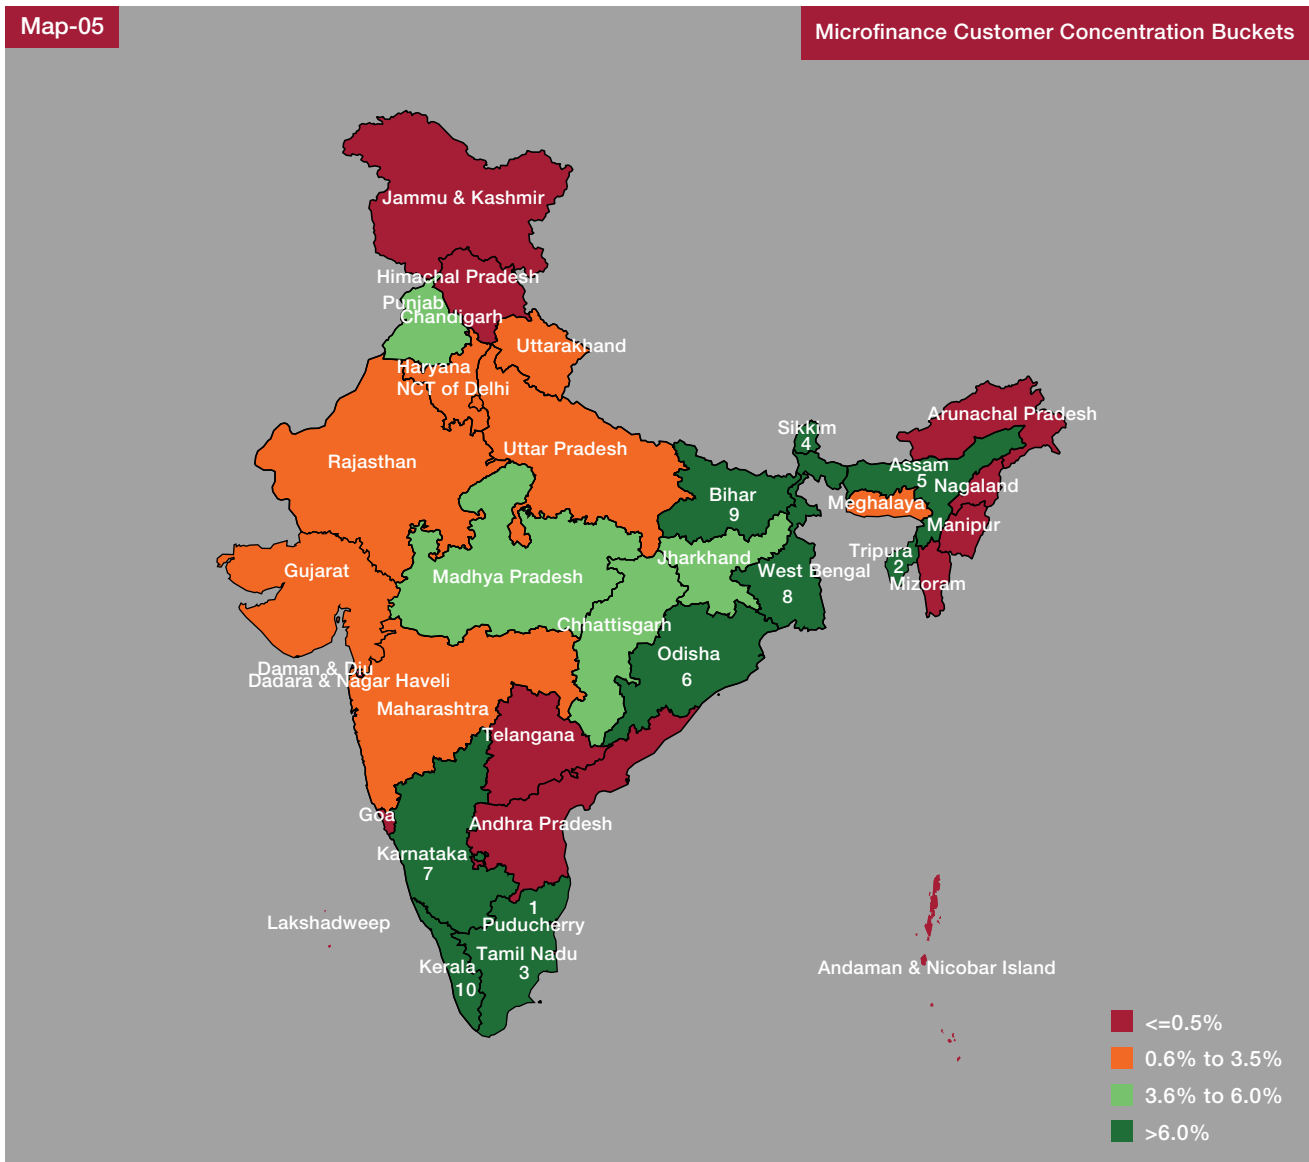 Map-05
Microfinance Customer Concentration Buckets
Jammu & Kashmir
Himachal Pradesh
Punjab
Chandigarh
Uttarakhand
Haryana
NCT of Delhi
Arunachal Pradesh
Sikkim
4
Uttar Pradesh
Rajasthan
Assam
5
Nagaland
Bihar
9
Meghalaya
Manipur
Tripura
2
Mizoram
Jharkhand
West Bengal
8
Gujarat
Madhya Pradesh
Chhattisgarh
Odisha
6
Daman & Diu
Dadara & Nagar Haveli
Maharashtra
Telangana
Goa
Andhra Pradesh
Karnataka
7
1
Puducherry
Lakshadweep
Tamil Nadu
3
Kerala
10
Andaman & Nicobar Island
<=0.5%
0.6% to 3.5%
3.6% to 6.0%
>6.0%